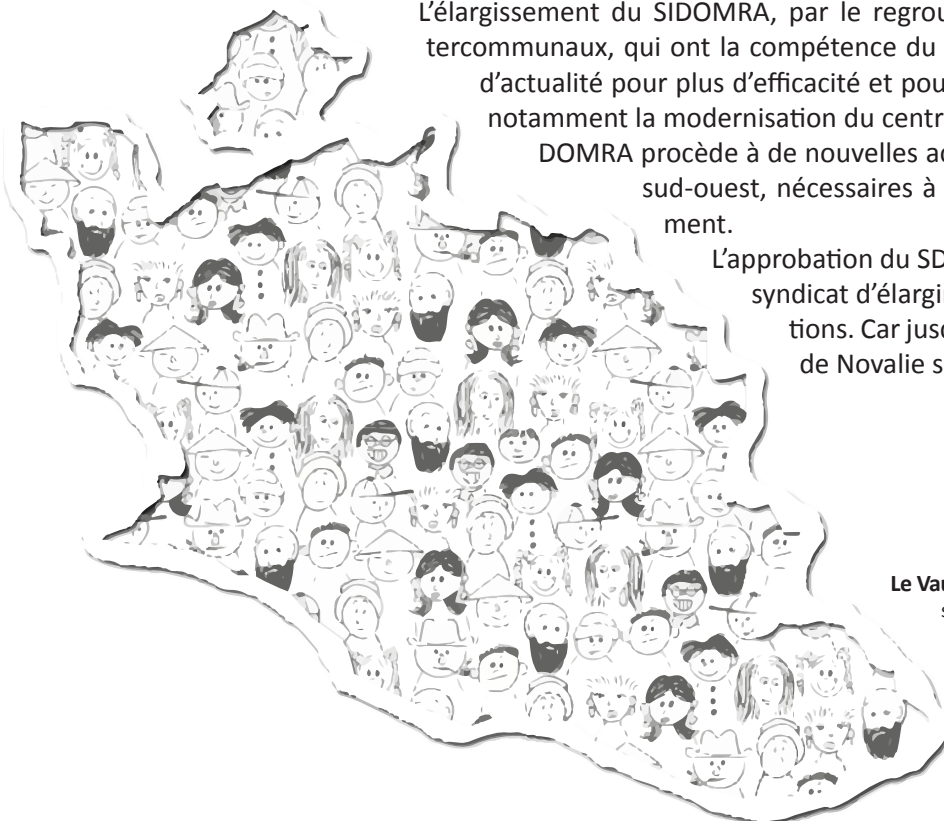 L'élargissement du SIDOMRA, par le regrou
tercommunaux, qui ont la compétence du
d'actualité pour plus d'efficacité et pou
notamment la modernisation du centr
DOMRA procède à de nouvelles ac
sud-ouest, nécessaires à
ment.
L'approbation du SD
syndicat d'élargi
tions. Car jus
de Novalie s
Le Vau
s